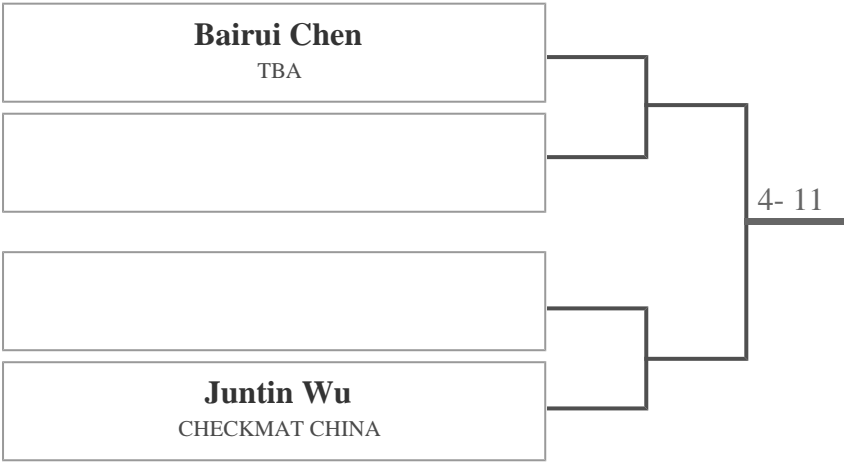 Bairui Chen
TBA
4- 11
Juntin Wu
CHECKMAT CHINA